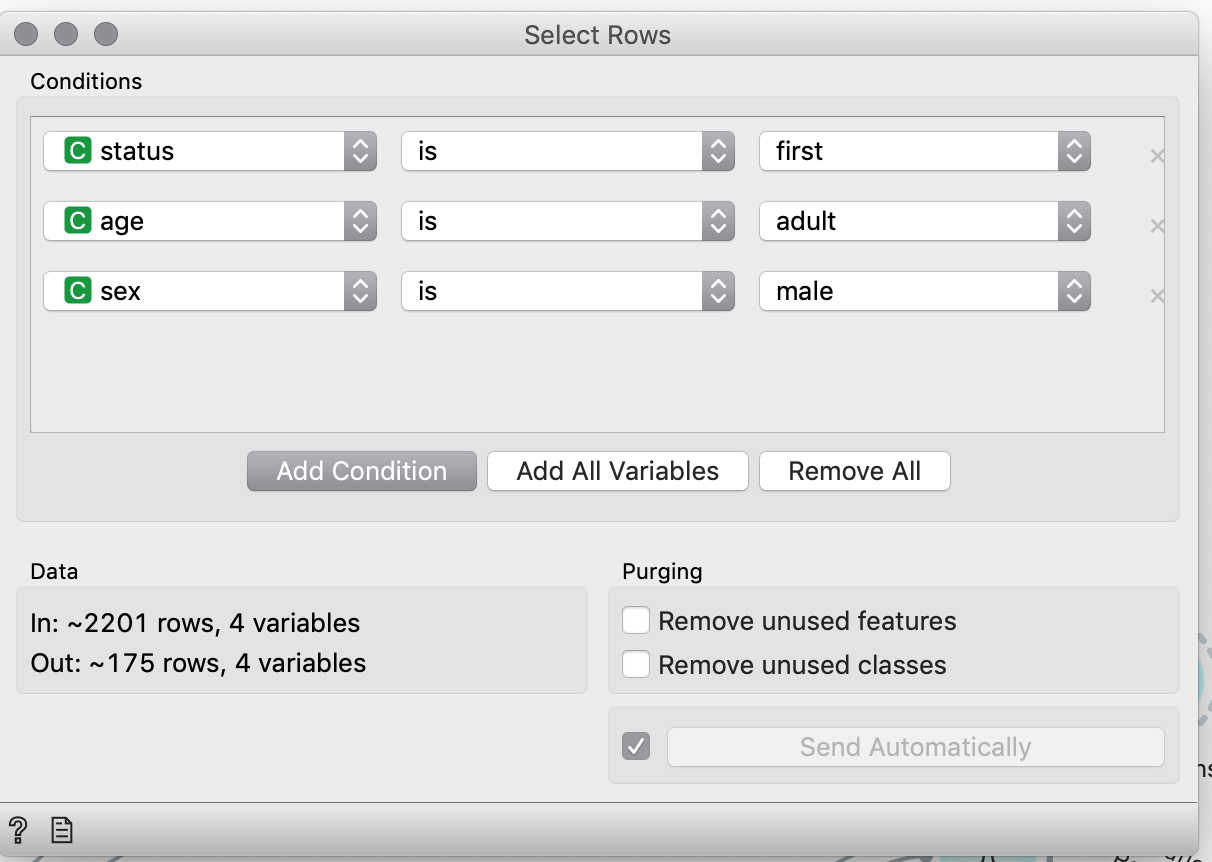 Select Rows
Conditions
C status is first
C age is adult
C sex is male
Add Condition Add All Variables Remove All
Data
In: ~2201 rows, 4 variables
Out: ~175 rows, 4 variables
Purging
Remove unused features
Remove unused classes
Send Automatically
?